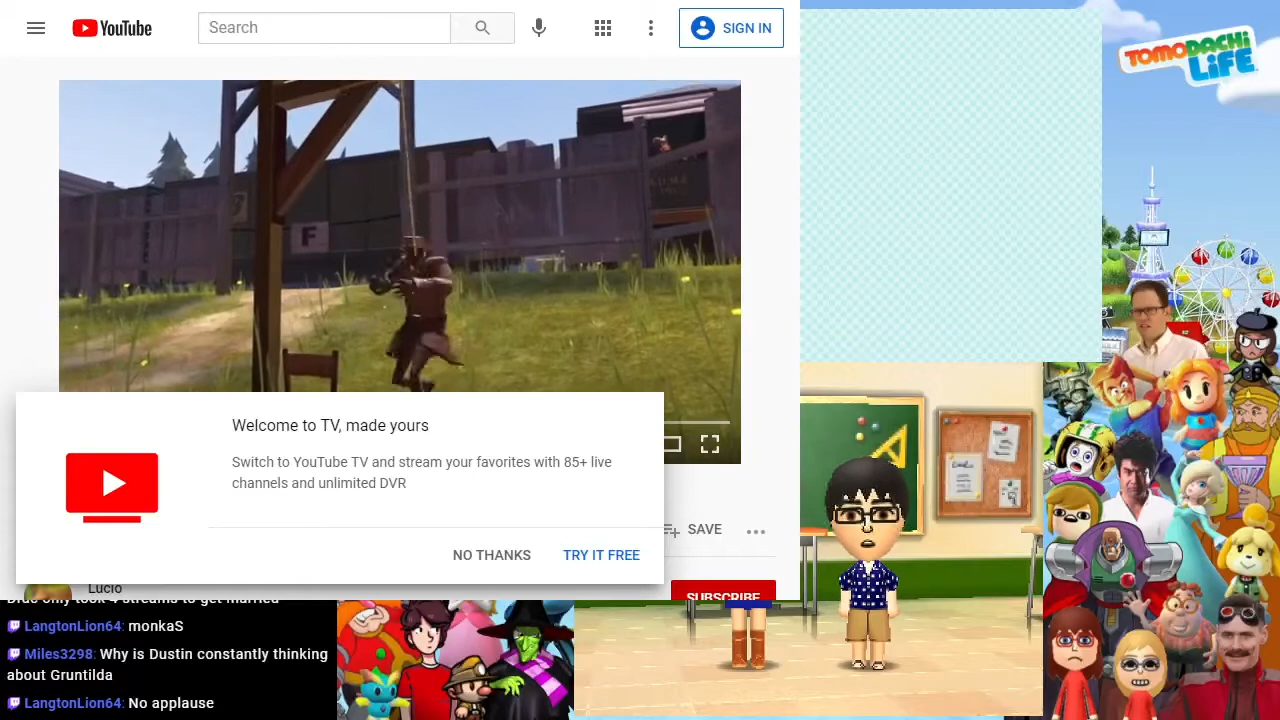 YouTube
Search
SIGN IN
TOMODACHI
LiFE
F
A
Welcome to TV, made yours
Switch to YouTube TV and stream your favorites with 85+ live
channels and unlimited DVR
NO THANKS
TRY IT FREE
SAVE
Lucio
SUBSCRIBE
LangtonLion64: monkaS
Miles3298: Why is Dustin constantly thinking
about Gruntilda
LangtonLion64: No applause